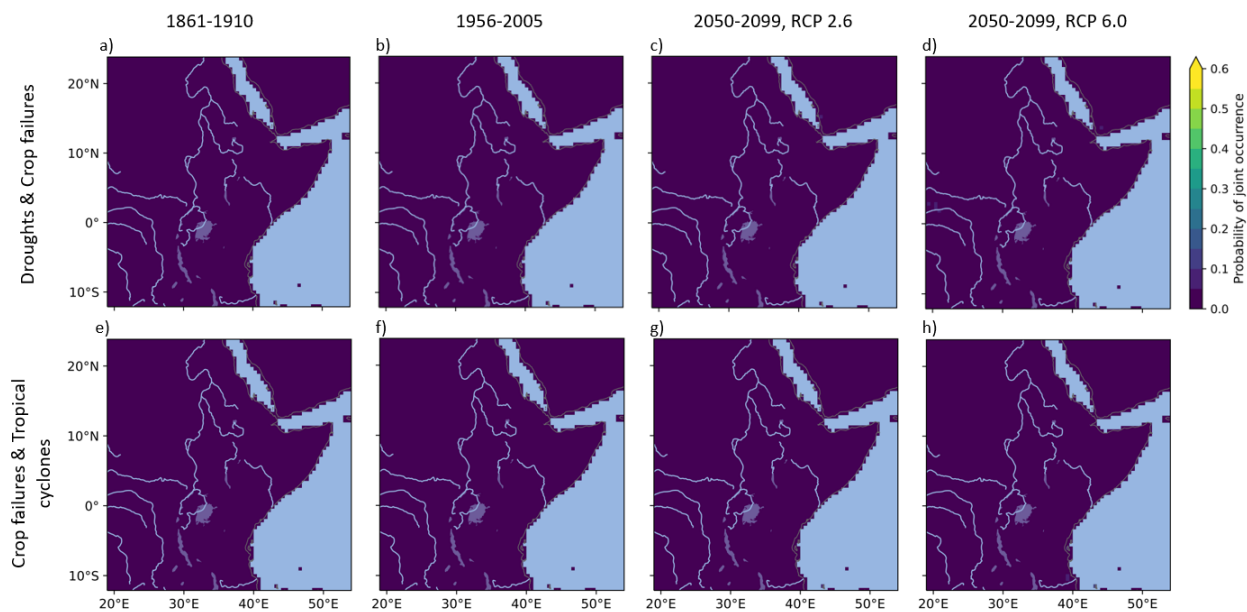 1861-1910
1956-2005
2050-2099, RCP 2.6
2050-2099, RCP 6.0
a)
b)
c)
d)
Droughts & Crop failures
20°N
10°N
0°
10°S
0.6
0.5
0.4
0.3
0.2
0.1
0.0
Probability of joint occurrence
e)
f)
g)
h)
Crop failures & Tropical
cyclones
20°N
10°N
0°
10°S
20°E
30°E
40°E
50°E
20°E
30°E
40°E
50°E
20°E
30°E
40°E
50°E
20°E
30°E
40°E
50°E